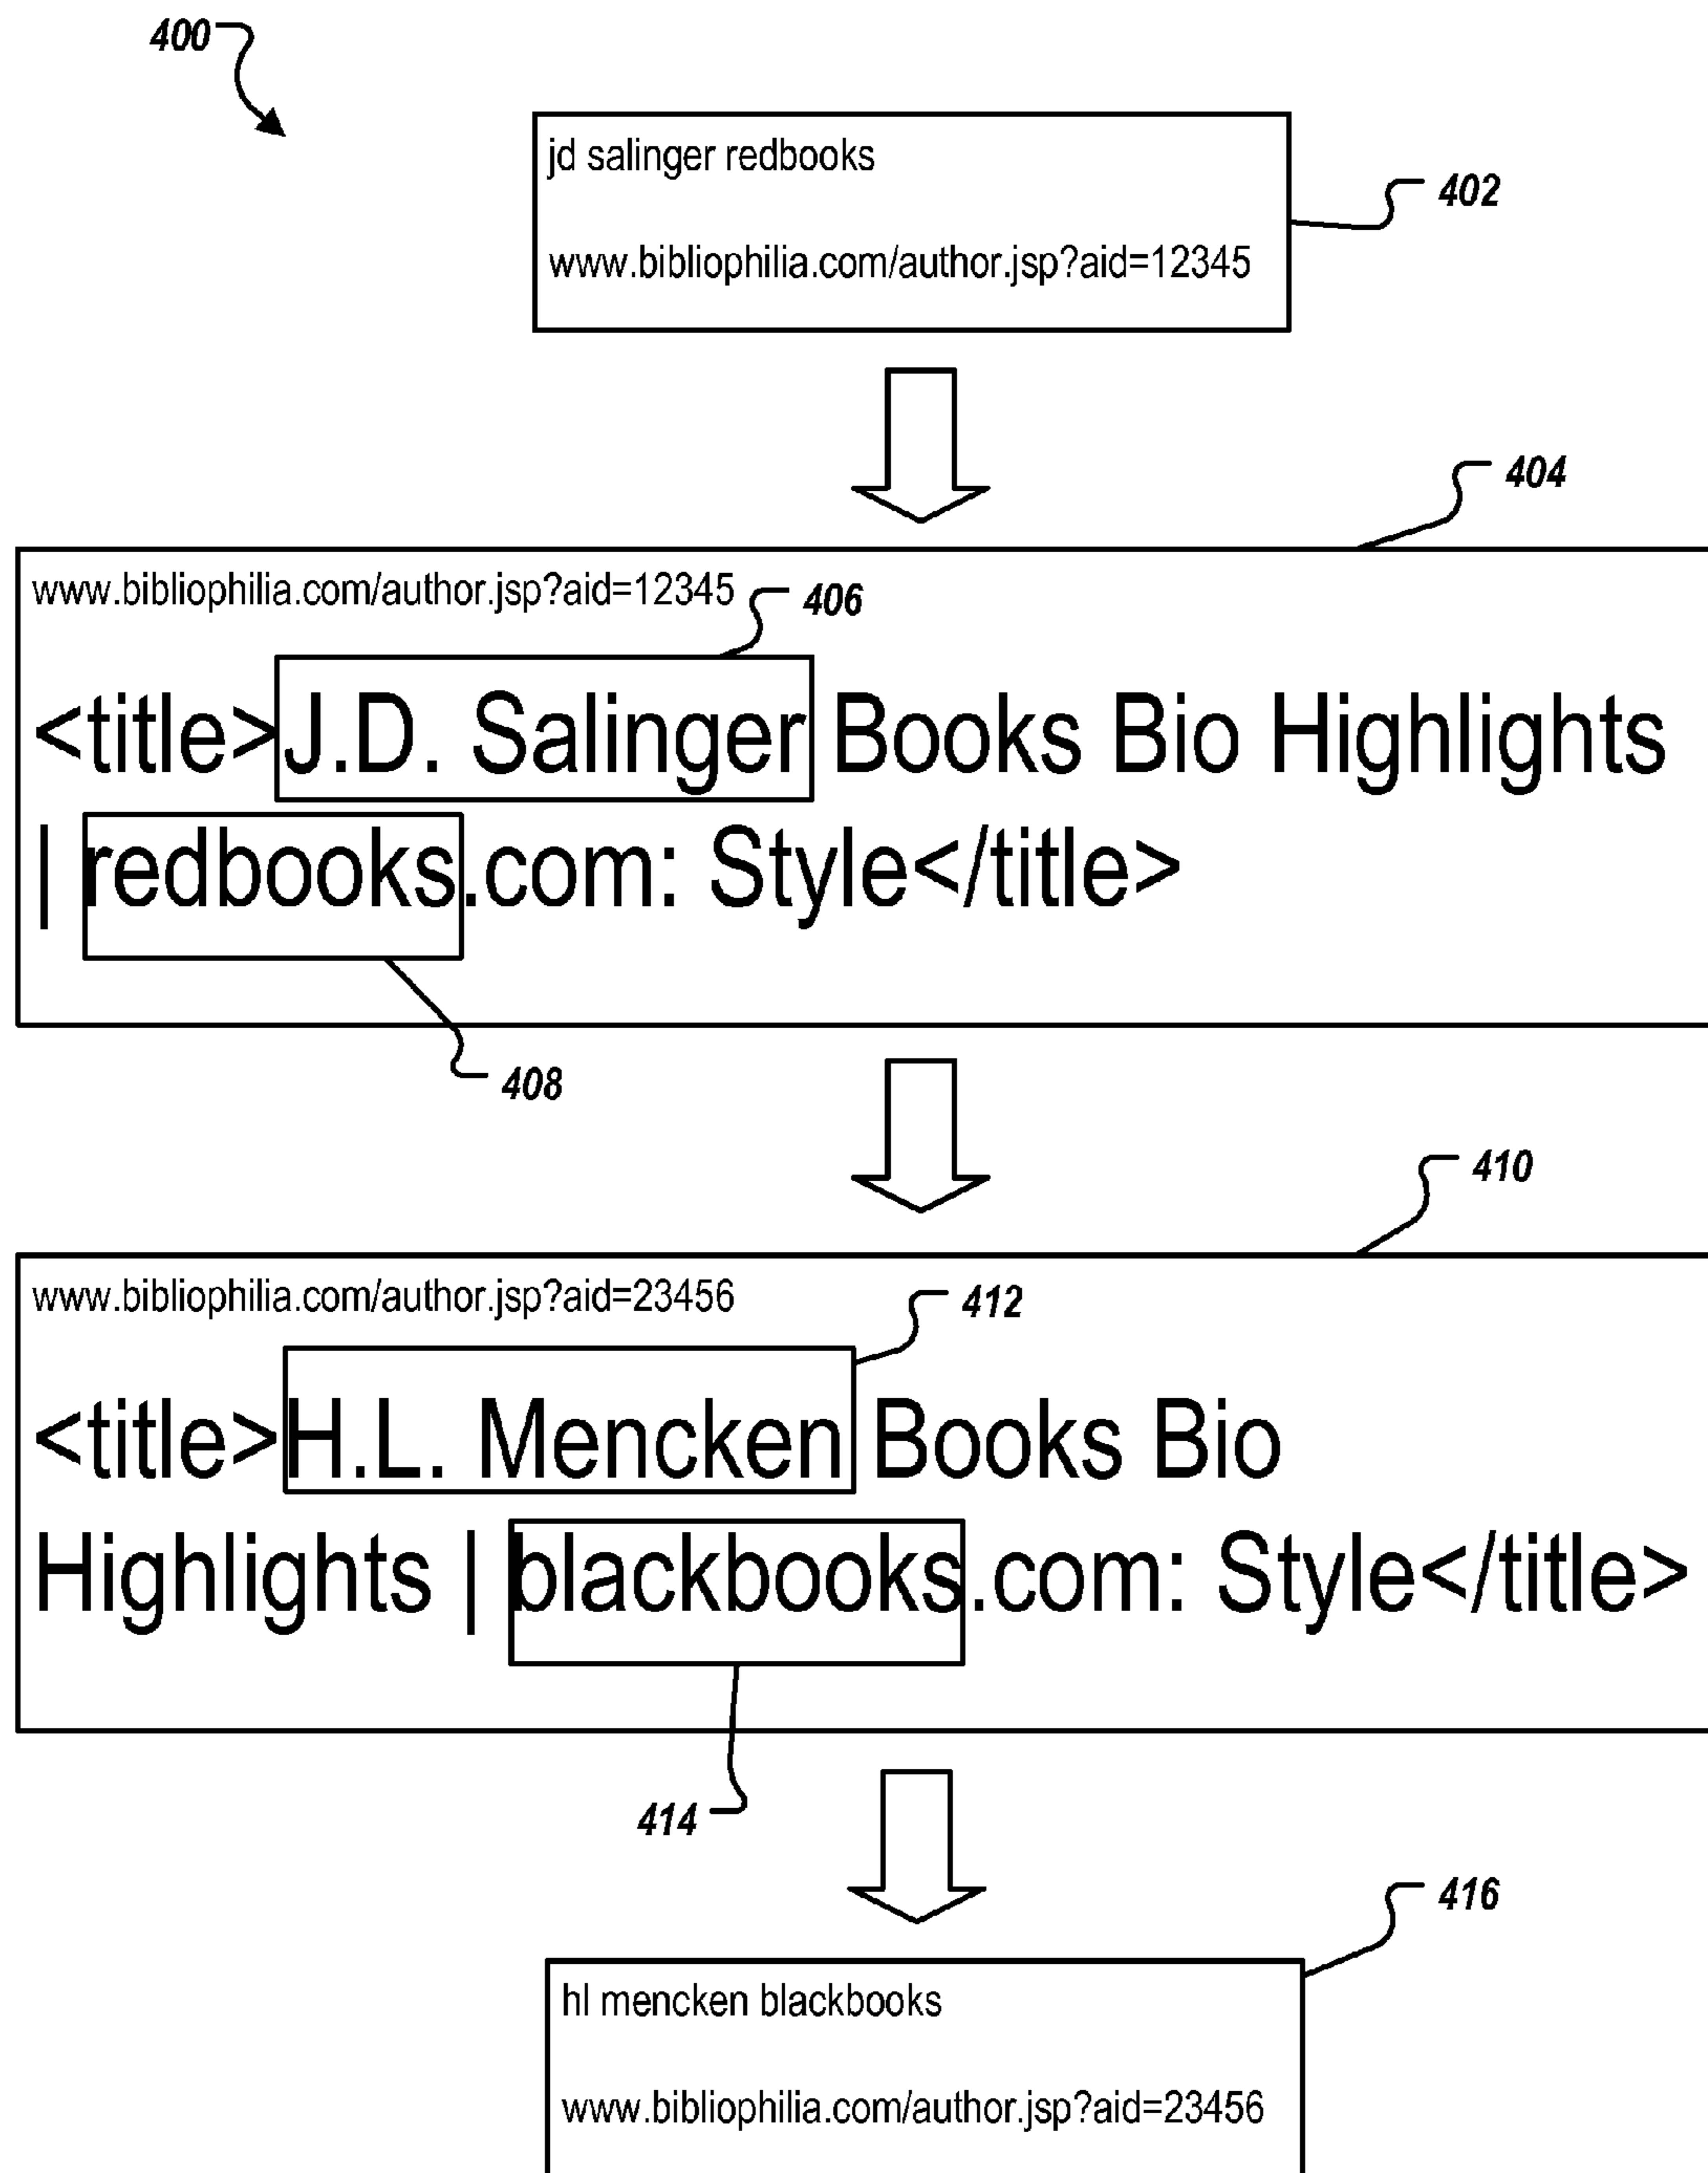 400
jd salinger redbooks
402
www.bibliophilia.com/author.jsp?aid=12345
404
www.bibliophilia.com/author.jsp?aid=12345
406
<title>J.D. Salinger Books Bio Highlights
| redbooks.com: Style</title>
408
410
www.bibliophilia.com/author.jsp?aid=23456
412
<title>H.L. Mencken Books Bio
Highlights | blackbooks.com: Style</title>
414
416
hl mencken blackbooks
www.bibliophilia.com/author.jsp?aid=23456